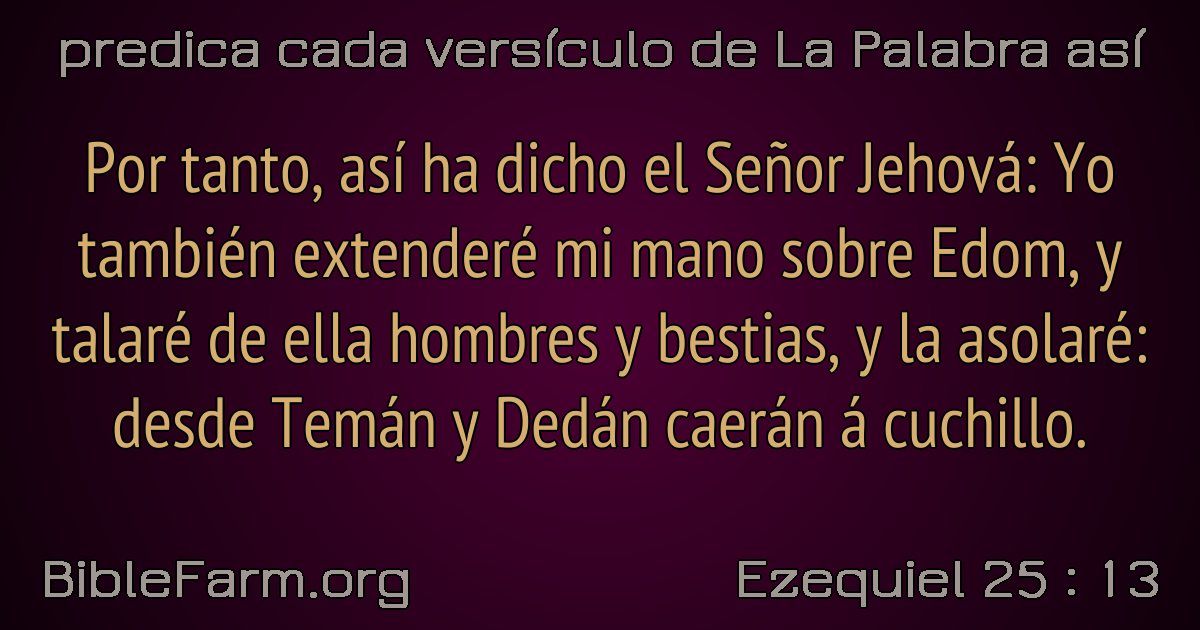 predica cada versículo de La Palabra así
Por tanto, así ha dicho el Señor Jehová: Yo
también extenderé mi mano sobre Edom, y
talaré de ella hombres y bestias, y la asolaré:
desde Temán y Dedán caerán á cuchillo.
BibleFarm.org
Ezequiel 25 : 13